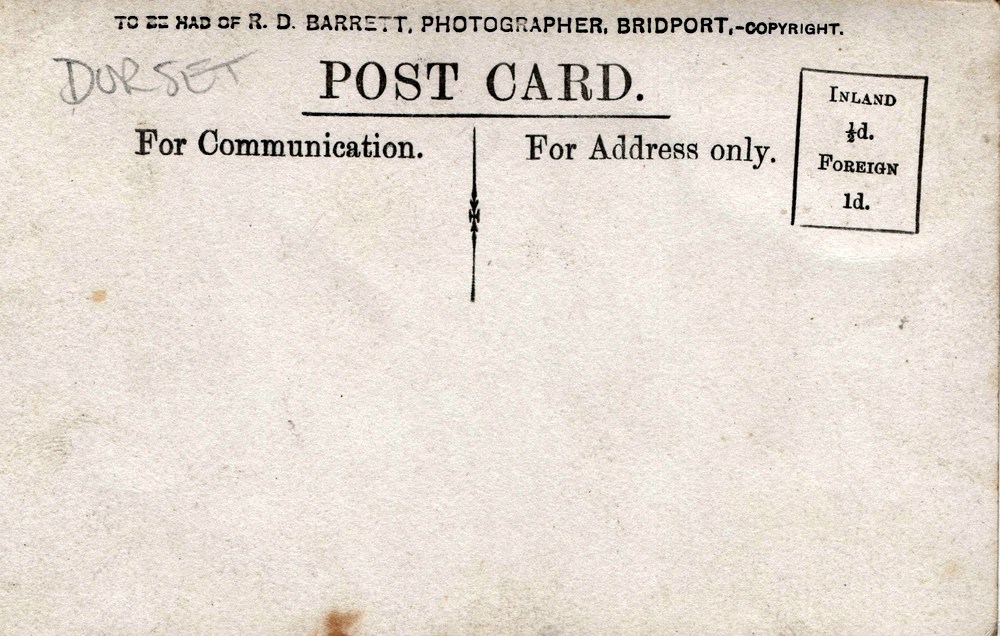 TO BE HAD OF R. D. BARRETT, PHOTOGRAPHER, BRIDPORT,-COPYRIGHT.
DORSET
POST CARD.
For Communication.
For Address only.
INLAND
½d.
FOREIGN
1d.